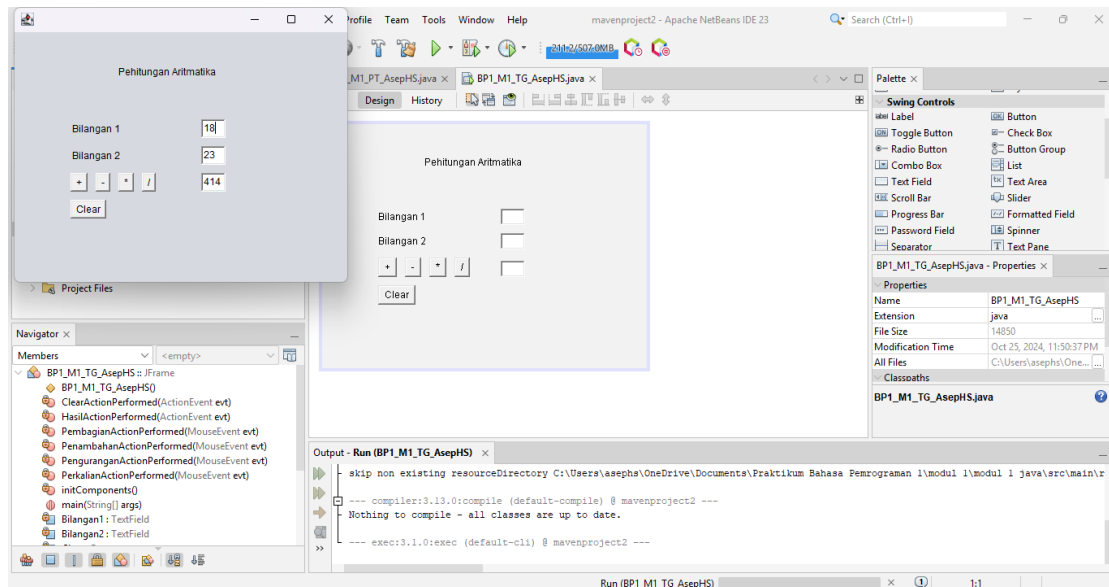 Profile Team Tools Window Help
mavenproject2 - Apache NetBeans IDE 23
Search (Ctrl+I)
211.2/507.0MB
_M1_PT_AsepHS.java
BP1_M1_TG_AsepHS.java
Design History
Pehitungan Aritmatika
Bilangan 1 18
Bilangan 2 23
+ - * / 414
Clear
Pehitungan Aritmatika
Bilangan 1
Bilangan 2
+ - * /
Clear
Project Files
Navigator
Members <empty>
BP1_M1_TG_AsepHS :: JFrame
BP1_M1_TG_AsepHS()
ClearActionPerformed(ActionEvent evt)
HasilActionPerformed(ActionEvent evt)
PembagianActionPerformed(MouseEvent evt)
PenambahanActionPerformed(MouseEvent evt)
PenguranganActionPerformed(MouseEvent evt)
PerkalianActionPerformed(MouseEvent evt)
initComponents()
main(String[] args)
Bilangan1 : TextField
Bilangan2 : TextField
Palette
Swing Controls
label Label
OK Button
ON Toggle Button
Check Box
Radio Button
Button Group
Combo Box
List
Text Field
Text Area
Scroll Bar
Slider
Progress Bar
Formatted Field
Password Field
Spinner
Separator
Text Pane
BP1_M1_TG_AsepHS.java - Properties
Properties
Name BP1_M1_TG_AsepHS
Extension java
File Size 14850
Modification Time Oct 25, 2024, 11:50:37 PM
All Files C:\Users\asephs\One...
Classpaths
BP1_M1_TG_AsepHS.java
Output - Run (BP1_M1_TG_AsepHS)
skip non existing resourceDirectory C:\Users\asephs\OneDrive\Documents\Praktikum Bahasa Pemrograman 1\modul 1\modul 1 java\src\main\r
--- compiler:3.13.0:compile (default-compile) @ mavenproject2 ---
Nothing to compile - all classes are up to date.
--- exec:3.1.0:exec (default-cli) @ mavenproject2 ---
Run (BP1_M1_TG_AsepHS)
1
1:1